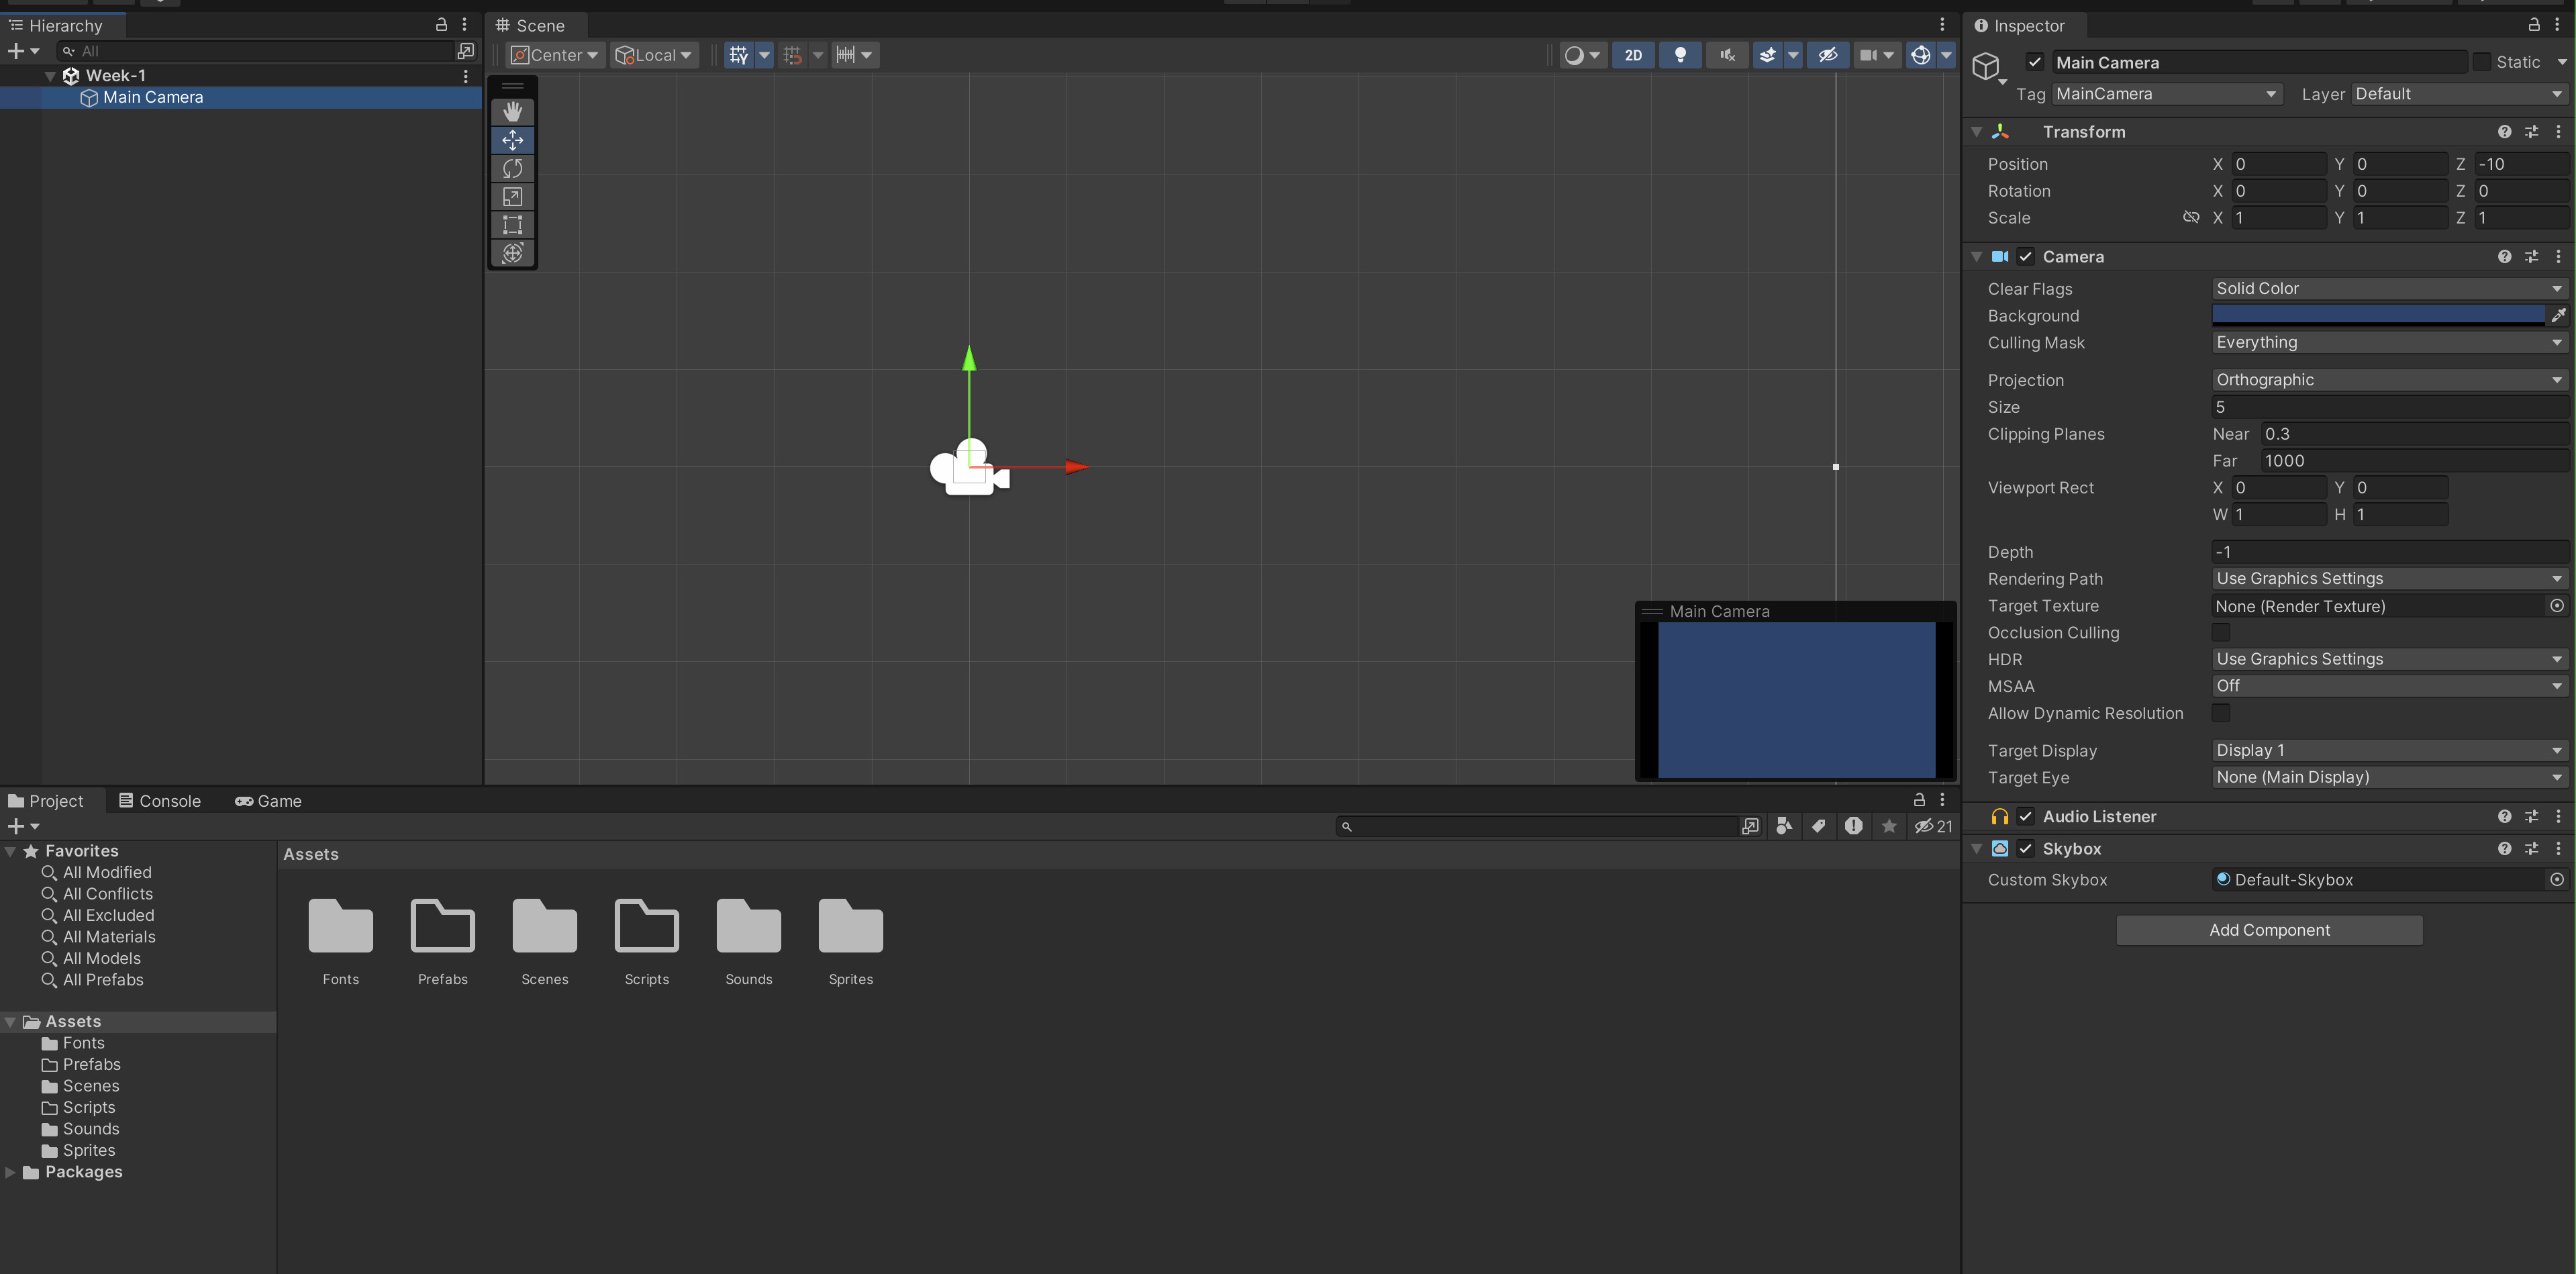 Hierarchy
All
Week-1
Main Camera
Scene
Center
Local
2D
Main Camera
Inspector
Main Camera
Static
Tag MainCamera Layer Default
Transform
Position X 0 Y 0 Z -10
Rotation X 0 Y 0 Z 0
Scale X 1 Y 1 Z 1
Camera
Clear Flags Solid Color
Background
Culling Mask Everything
Projection Orthographic
Size 5
Clipping Planes Near 0.3
Far 1000
Viewport Rect X 0 Y 0
W 1 H 1
Depth -1
Rendering Path Use Graphics Settings
Target Texture None (Render Texture)
Occlusion Culling
HDR Use Graphics Settings
MSAA Off
Allow Dynamic Resolution
Target Display Display 1
Target Eye None (Main Display)
Audio Listener
Skybox
Custom Skybox Default-Skybox
Add Component
Project Console Game
21
Favorites
All Modified
All Conflicts
All Excluded
All Materials
All Models
All Prefabs
Assets
Fonts
Prefabs
Scenes
Scripts
Sounds
Sprites
Packages
Assets
Fonts Prefabs Scenes Scripts Sounds Sprites